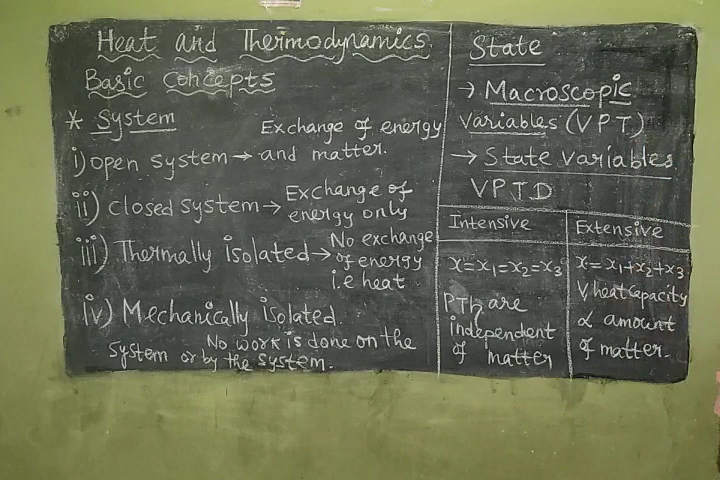 Heat and Thermodynamics.
Basic Concepts
* System
i) open system → Exchange of energy
and matter.
ii) closed system → Exchange of
energy only
iii) Thermally isolated → No exchange
of energy
i.e heat
iv) Mechanically isolated.
No work is done on the
system or by the system.
State
→ Macroscopic
variables (VPT)
→ State variables
VPTD
Intensive
x=x1=x2=x3
PTη are
independent
of matter
Extensive
x=x1+x2+x3
V heat capacity
α amount
of matter.